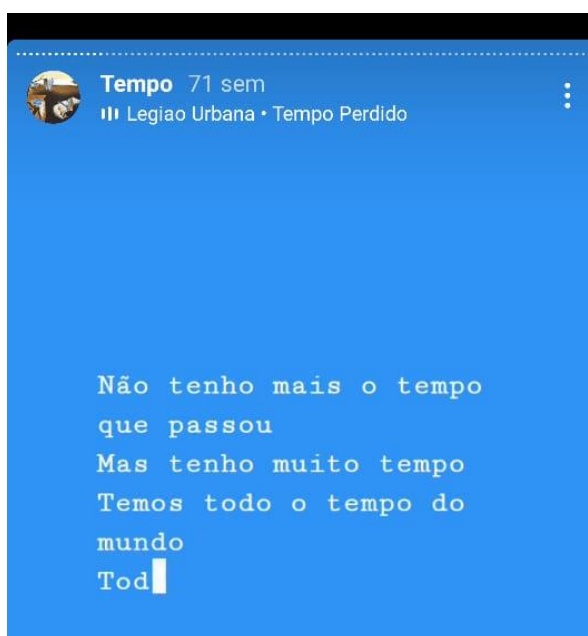 Tempo 71 sem
Legiao Urbana • Tempo Perdido
Não tenho mais o tempo
que passou
Mas tenho muito tempo
Temos todo o tempo do
mundo
Tod